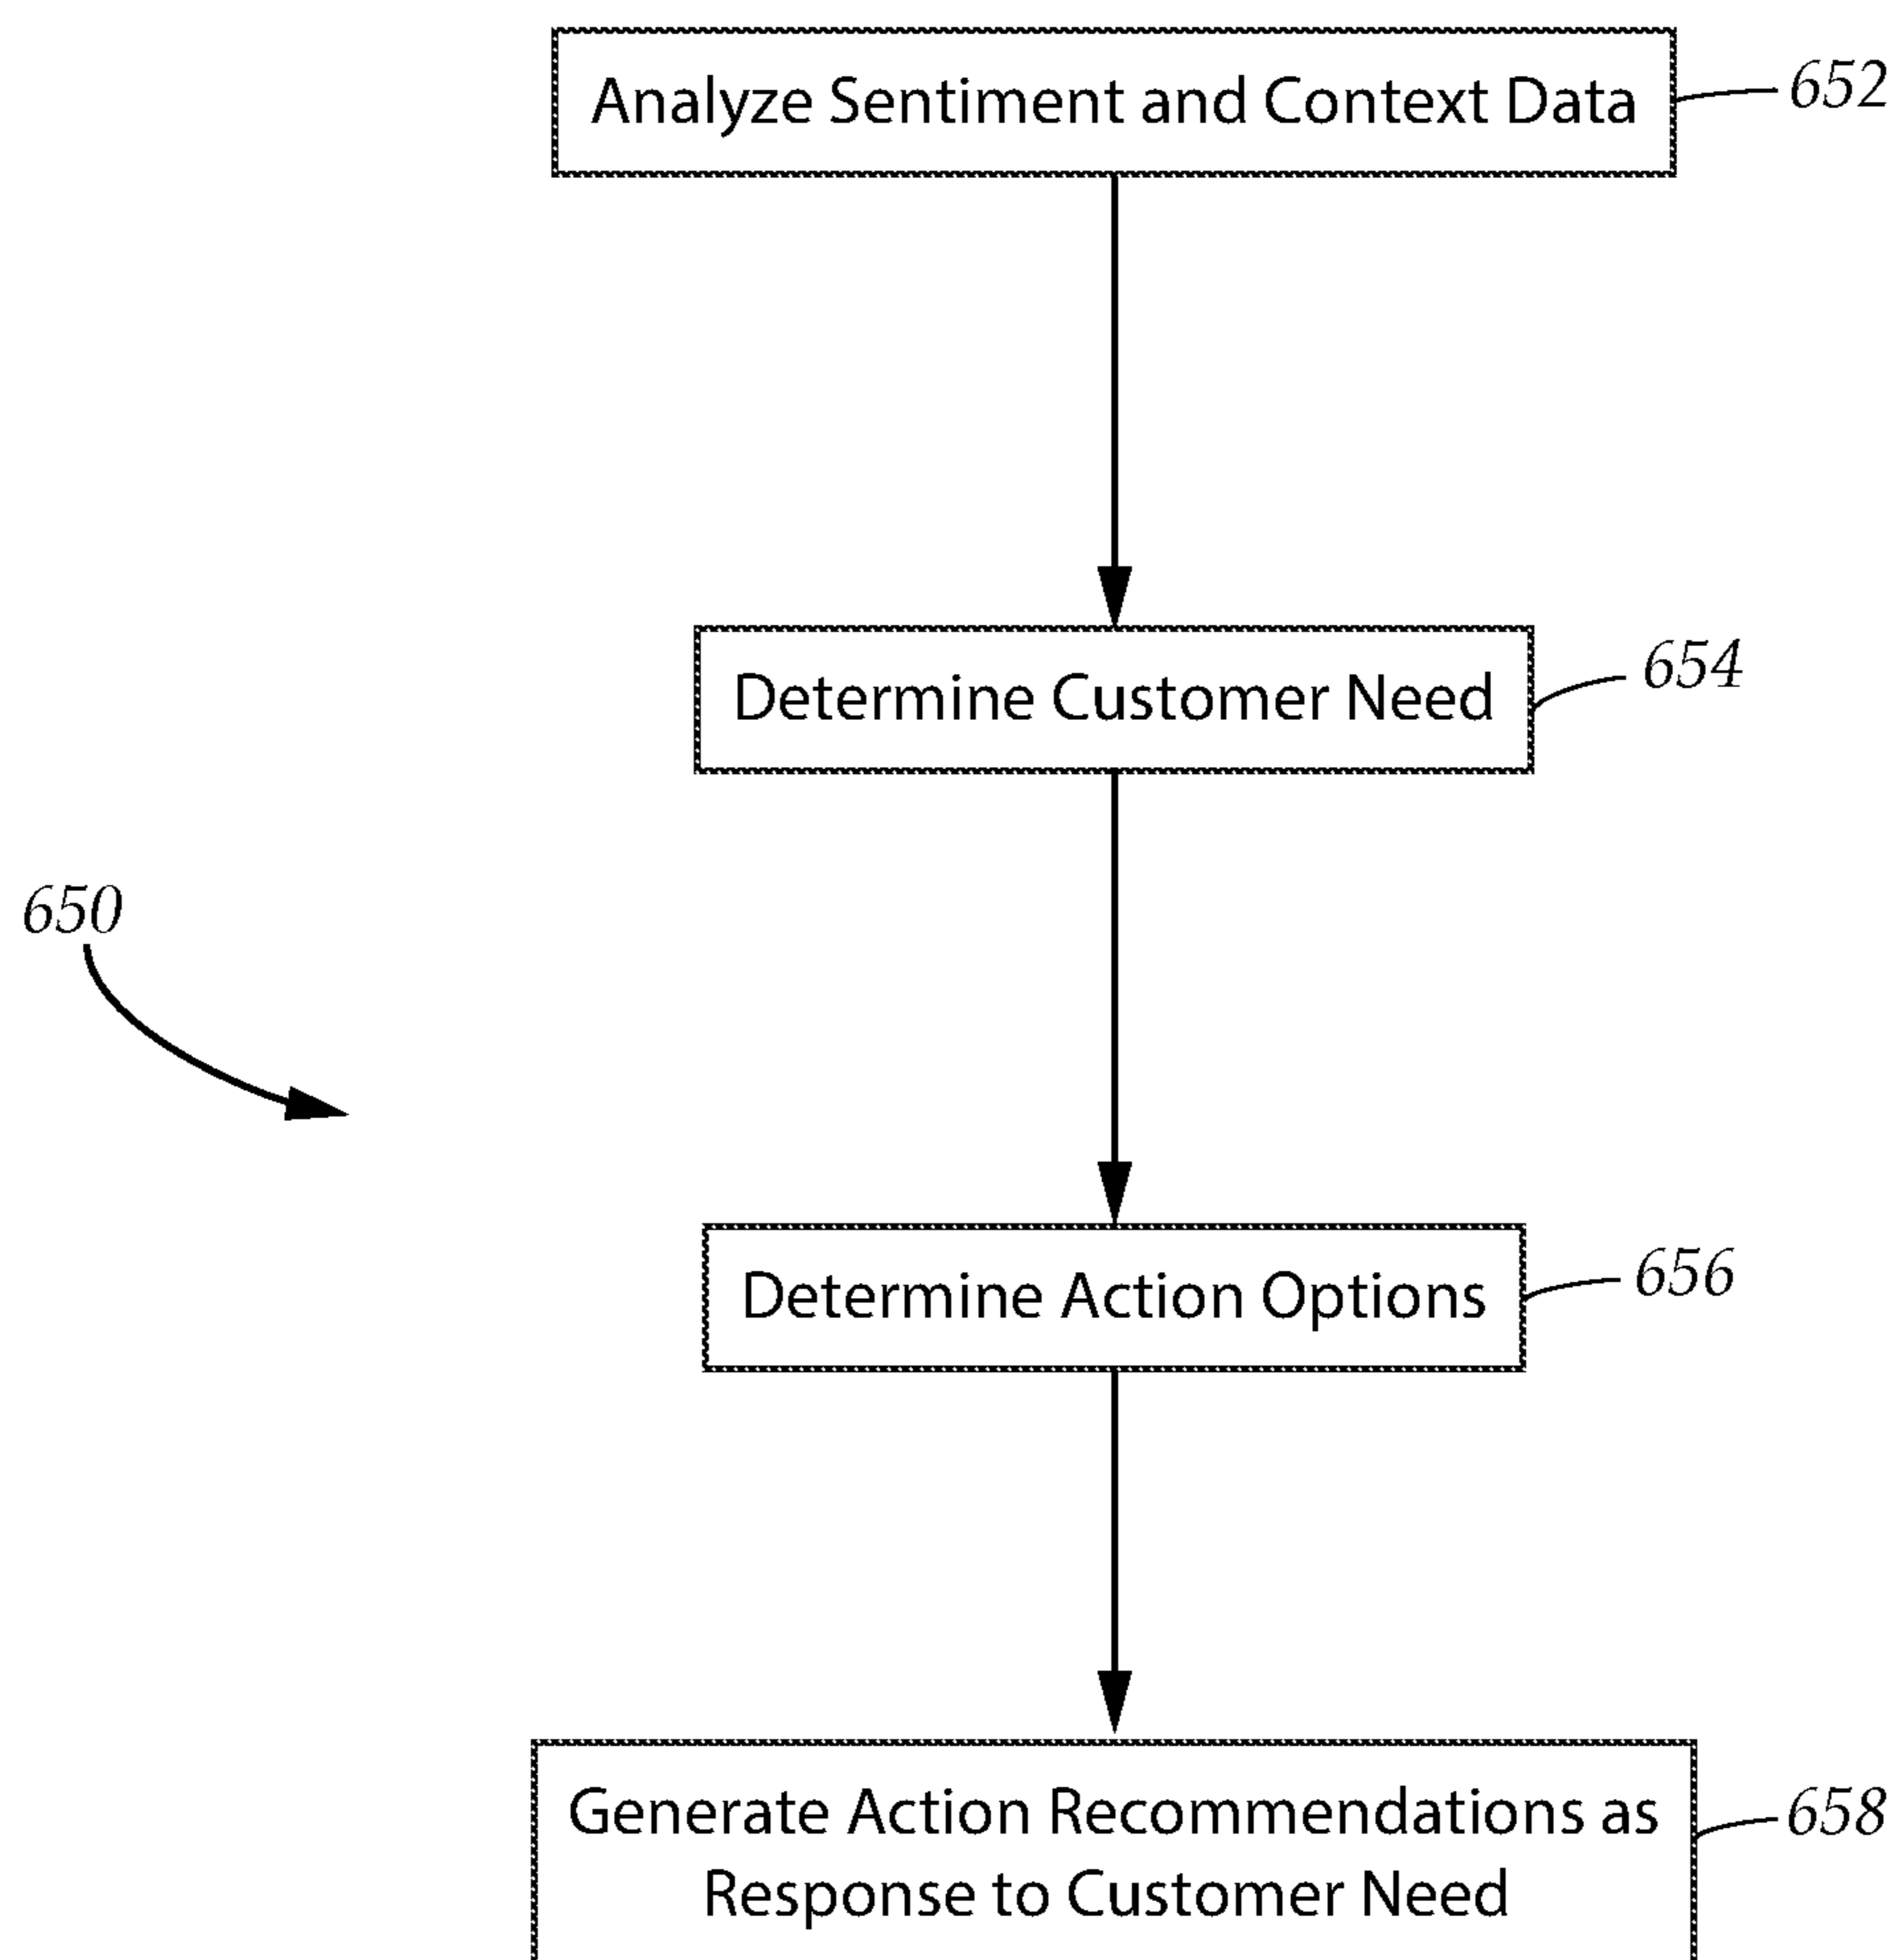 Analyze Sentiment and Context Data
652
Determine Customer Need
654
650
Determine Action Options
656
Generate Action Recommendations as
Response to Customer Need
658